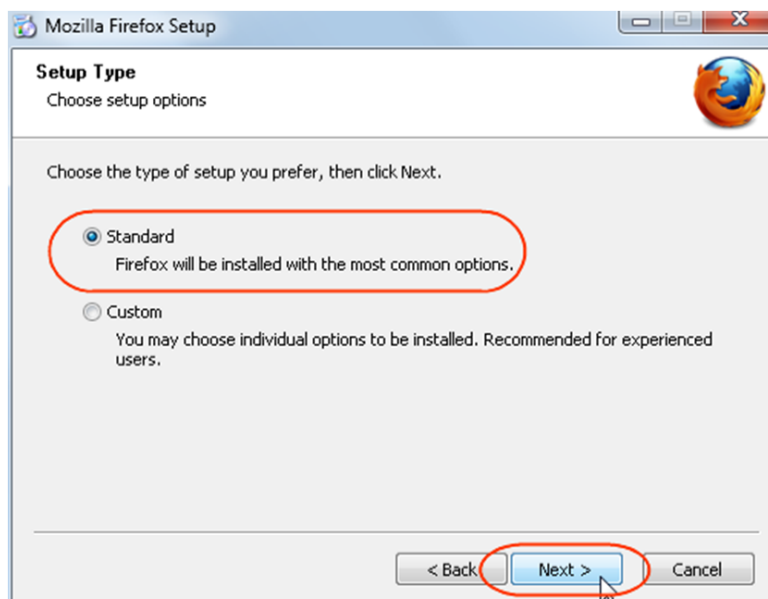 Mozilla Firefox Setup
Setup Type
Choose setup options
Choose the type of setup you prefer, then click Next.
Standard
Firefox will be installed with the most common options.
Custom
You may choose individual options to be installed. Recommended for experienced
users.
< Back
Next >
Cancel